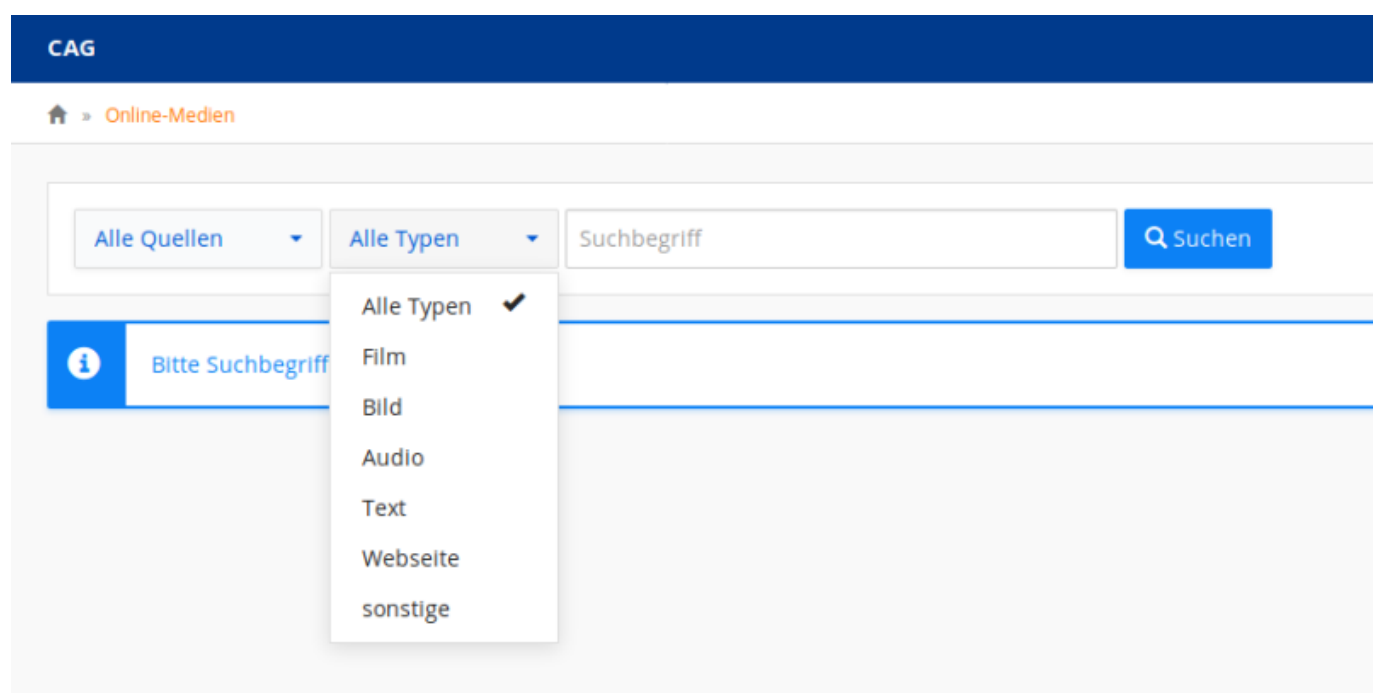 CAG
» Online-Medien
Alle Quellen Alle Typen Suchbegriff Suchen
Alle Typen
Film
Bitte Suchbegriff
Bild
Audio
Text
Webseite
sonstige